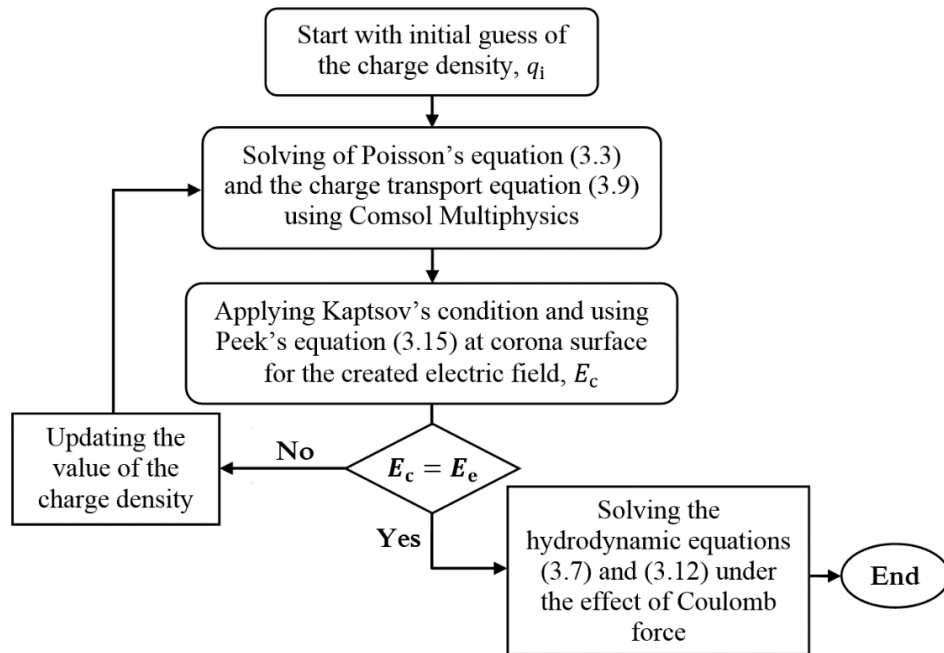 Start with initial guess of
the charge density, qi
Solving of Poisson’s equation (3.3)
and the charge transport equation (3.9)
using Comsol Multiphysics
Applying Kaptsov’s condition and using
Peek’s equation (3.15) at corona surface
for the created electric field, Ec
Ec = Ee
No
Updating the
value of the
charge density
Yes
Solving the
hydrodynamic equations
(3.7) and (3.12) under
the effect of Coulomb
force
End